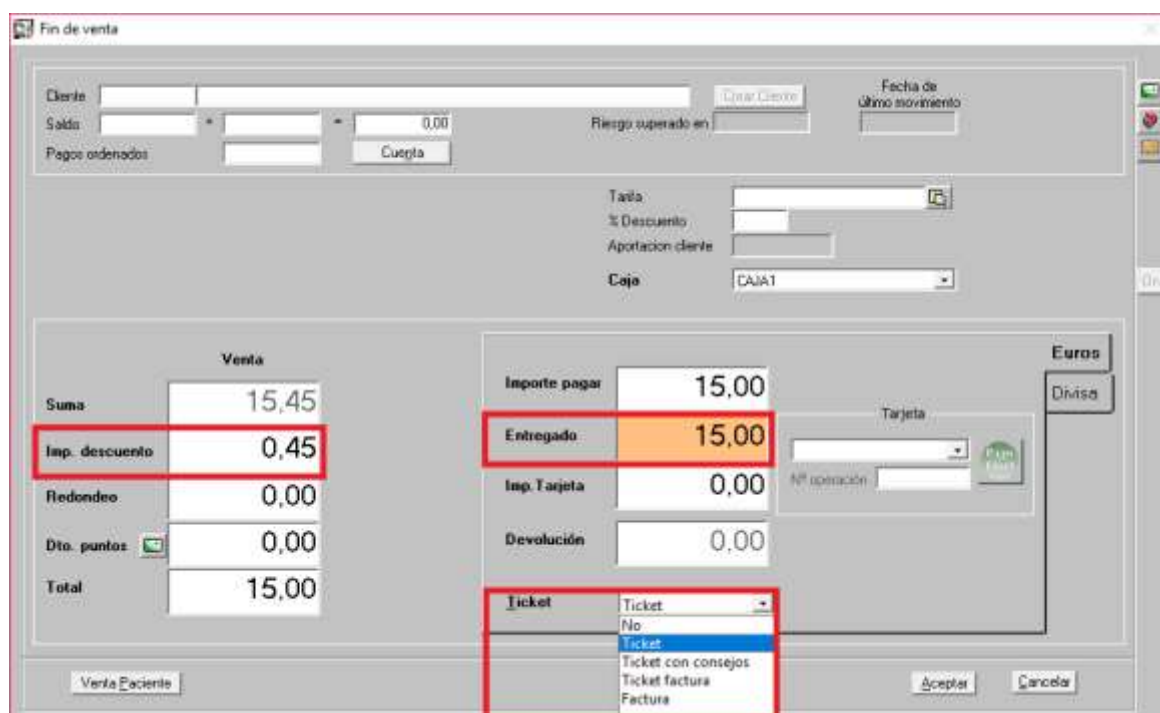 Fin de venta
Cliente
Crear Cliente
Fecha de
último movimiento
Saldo + = 0,00
Riesgo superado en
Pagos ordenados
Cuenta
Tarifa
% Descuento
Aportacion cliente
Caja CAJA1
Venta
Suma 15,45
Imp. descuento 0,45
Redondeo 0,00
Dto. puntos 0,00
Total 15,00
Importe pagar 15,00
Entregado 15,00
Imp. Tarjeta 0,00
Devolución 0,00
Tarjeta
Nº operación
Euros
Divisa
Ticket Ticket
No
Ticket
Ticket con consejos
Ticket factura
Factura
Venta Paciente
Aceptar
Cancelar